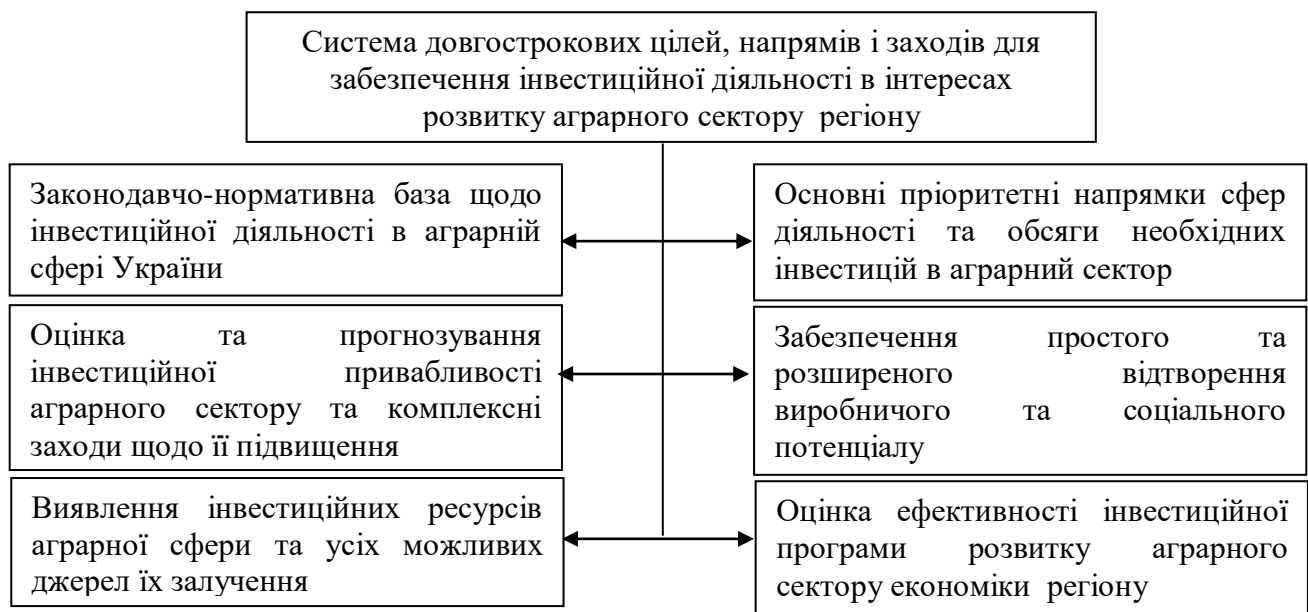 Система довгострокових цілей, напрямів і заходів для
забезпечення інвестиційної діяльності в інтересах
розвитку аграрного сектору регіону
Законодавчо-нормативна база щодо
інвестиційної діяльності в аграрній
сфері України
Основні пріоритетні напрямки сфер
діяльності та обсяги необхідних
інвестицій в аграрний сектор
Оцінка та прогнозування
інвестиційної привабливості
аграрного сектору та комплексні
заходи щодо її підвищення
Забезпечення простого та
розширеного відтворення
виробничого та соціального
потенціалу
Виявлення інвестиційних ресурсів
аграрної сфери та усіх можливих
джерел їх залучення
Оцінка ефективності інвестиційної
програми розвитку аграрного
сектору економіки регіону